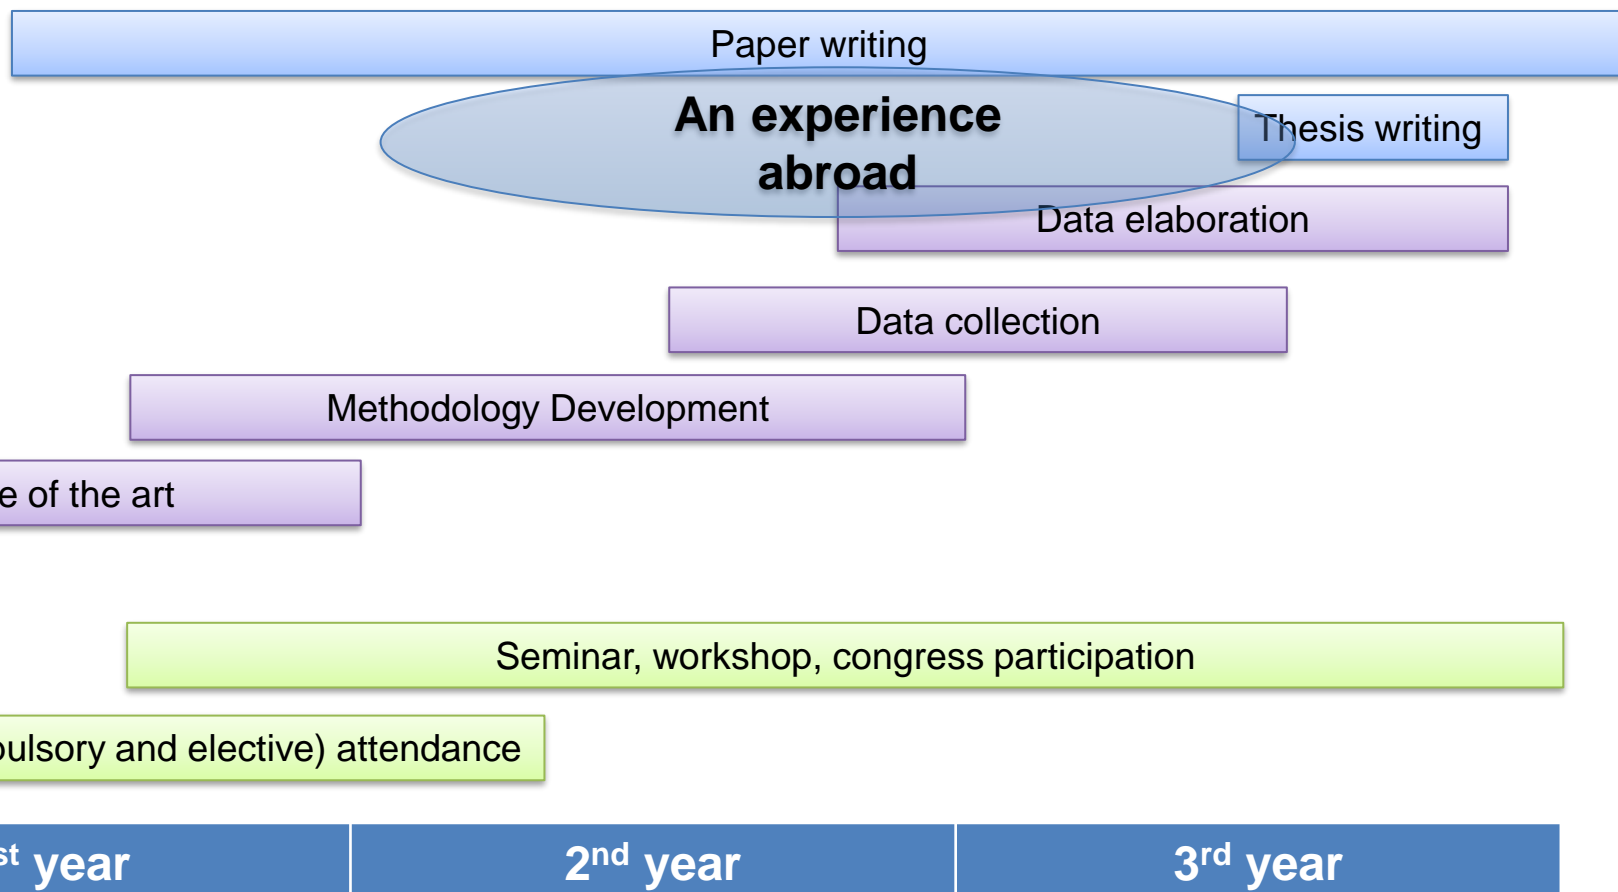 Paper writing
An experience
abroad
Thesis writing
Data elaboration
Data collection
Methodology Development
e of the art
Seminar, workshop, congress participation
ulsory and elective) attendance
st year
2nd year
3rd year